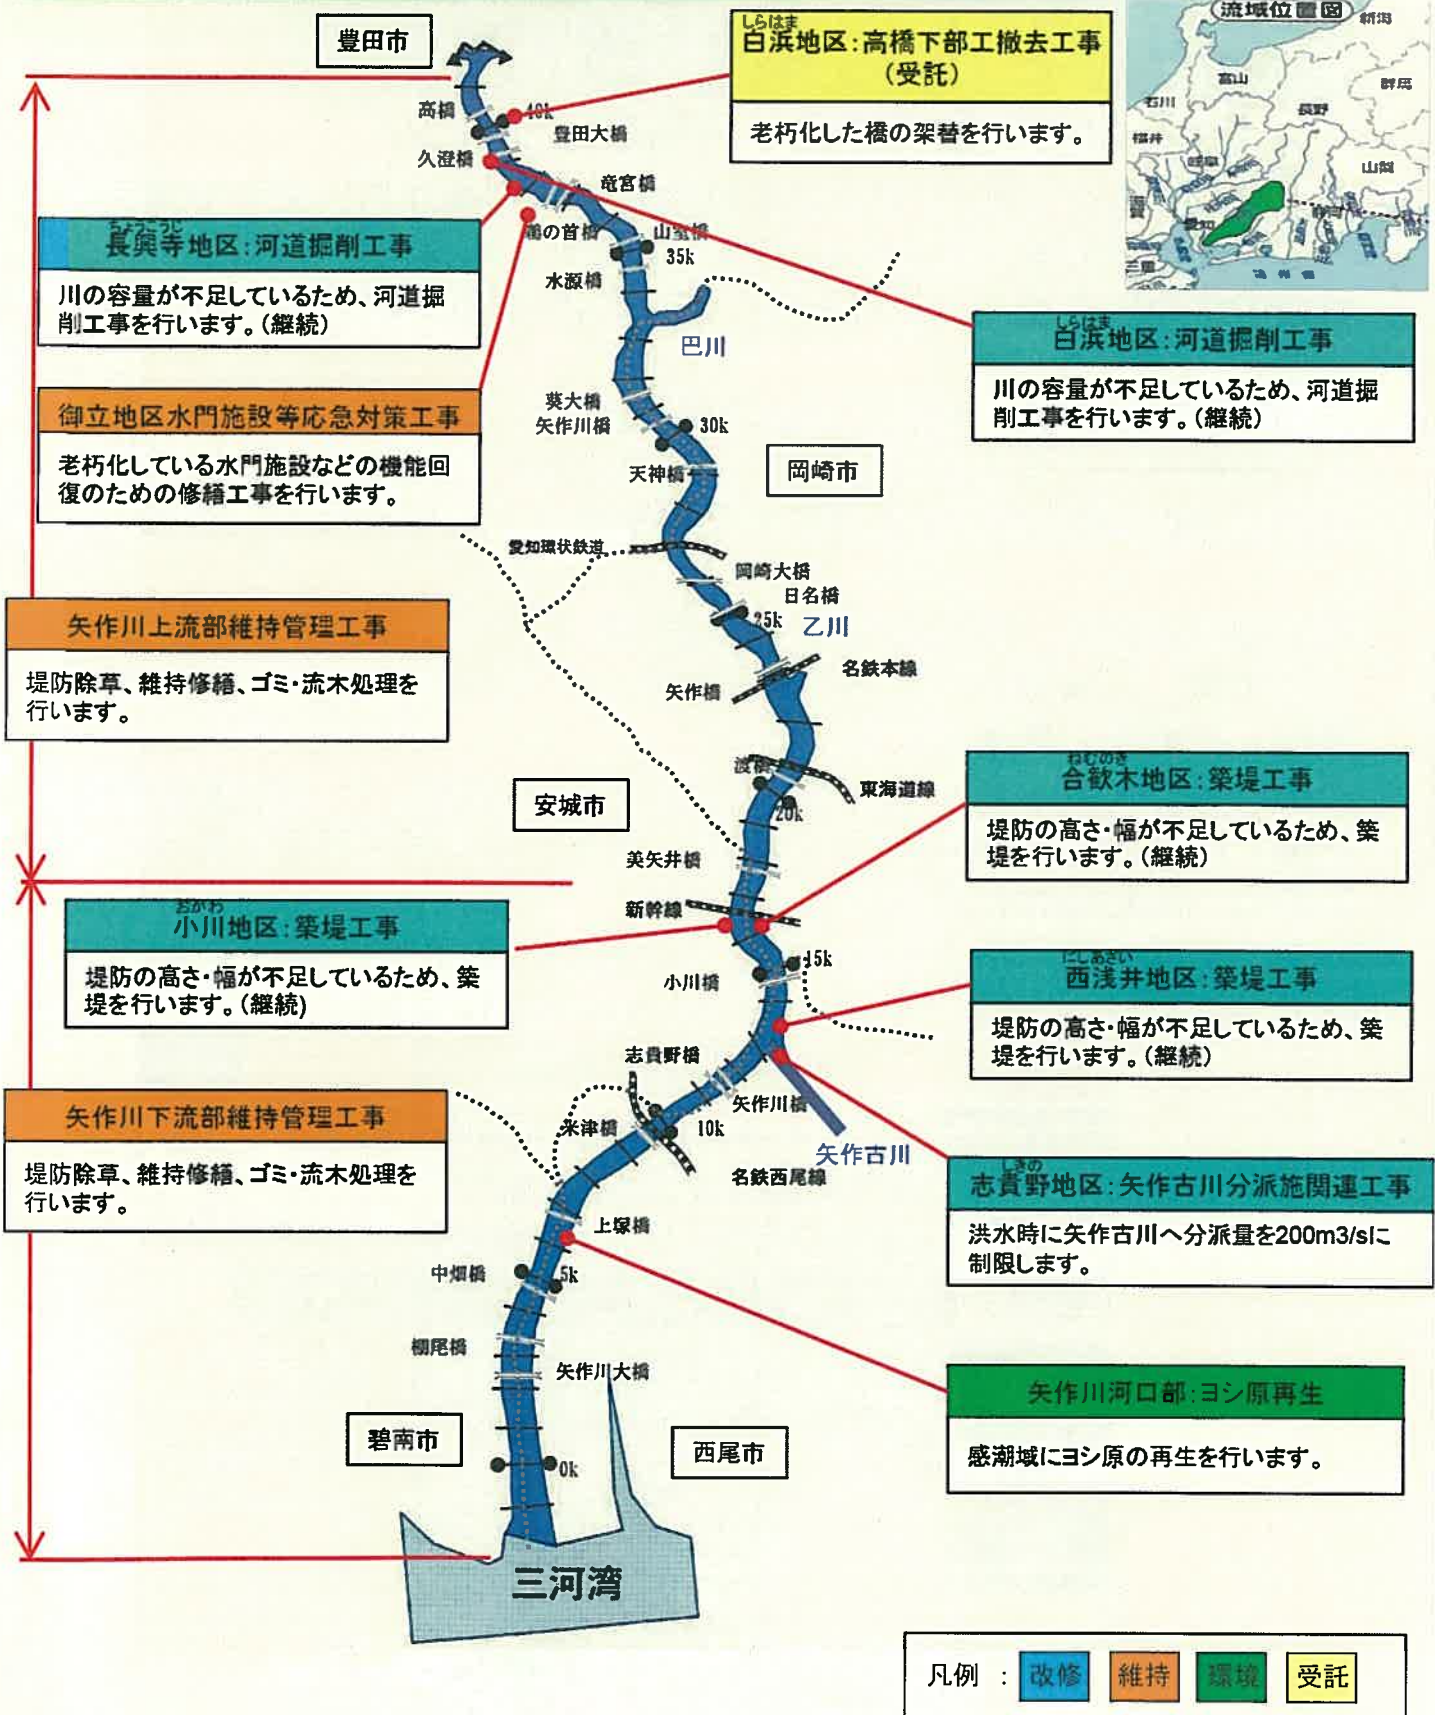 流域位置図
新潟
富山
群馬
石川
長野
福井
岐阜
山梨
滋賀
愛知
静岡
三重
豊田市
しらはま
白浜地区:高橋下部工撤去工事
(受託)
老朽化した橋の架替を行います。
高橋
40k
豊田大橋
久澄橋
竜宮橋
鵜の首橋
山室橋
35k
水源橋
巴川
ちょうこうじ
長興寺地区:河道掘削工事
川の容量が不足しているため、河道掘
削工事を行います。(継続)
しらはま
白浜地区:河道掘削工事
川の容量が不足しているため、河道掘
削工事を行います。(継続)
御立地区水門施設等応急対策工事
老朽化している水門施設などの機能回
復のための修繕工事を行います。
葵大橋
矢作川橋
30k
天神橋
岡崎市
愛知環状鉄道
岡崎大橋
日名橋
25k
乙川
矢作川上流部維持管理工事
堤防除草、維持修繕、ゴミ・流木処理を
行います。
名鉄本線
矢作橋
渡橋
東海道線
20k
安城市
美矢井橋
ねむのき
合歓木地区:築堤工事
堤防の高さ・幅が不足しているため、築
堤を行います。(継続)
新幹線
おがわ
小川地区:築堤工事
堤防の高さ・幅が不足しているため、築
堤を行います。(継続)
15k
小川橋
にしあさい
西浅井地区:築堤工事
堤防の高さ・幅が不足しているため、築
堤を行います。(継続)
志貴野橋
矢作川橋
米津橋
10k
矢作古川
名鉄西尾線
矢作川下流部維持管理工事
堤防除草、維持修繕、ゴミ・流木処理を
行います。
しきの
志貴野地区:矢作古川分派施関連工事
洪水時に矢作古川へ分派量を200m3/sに
制限します。
上塚橋
中畑橋
5k
棚尾橋
矢作川大橋
矢作川河口部:ヨシ原再生
感潮域にヨシ原の再生を行います。
碧南市
西尾市
0k
三河湾
凡例 : 改修 維持 環境 受託